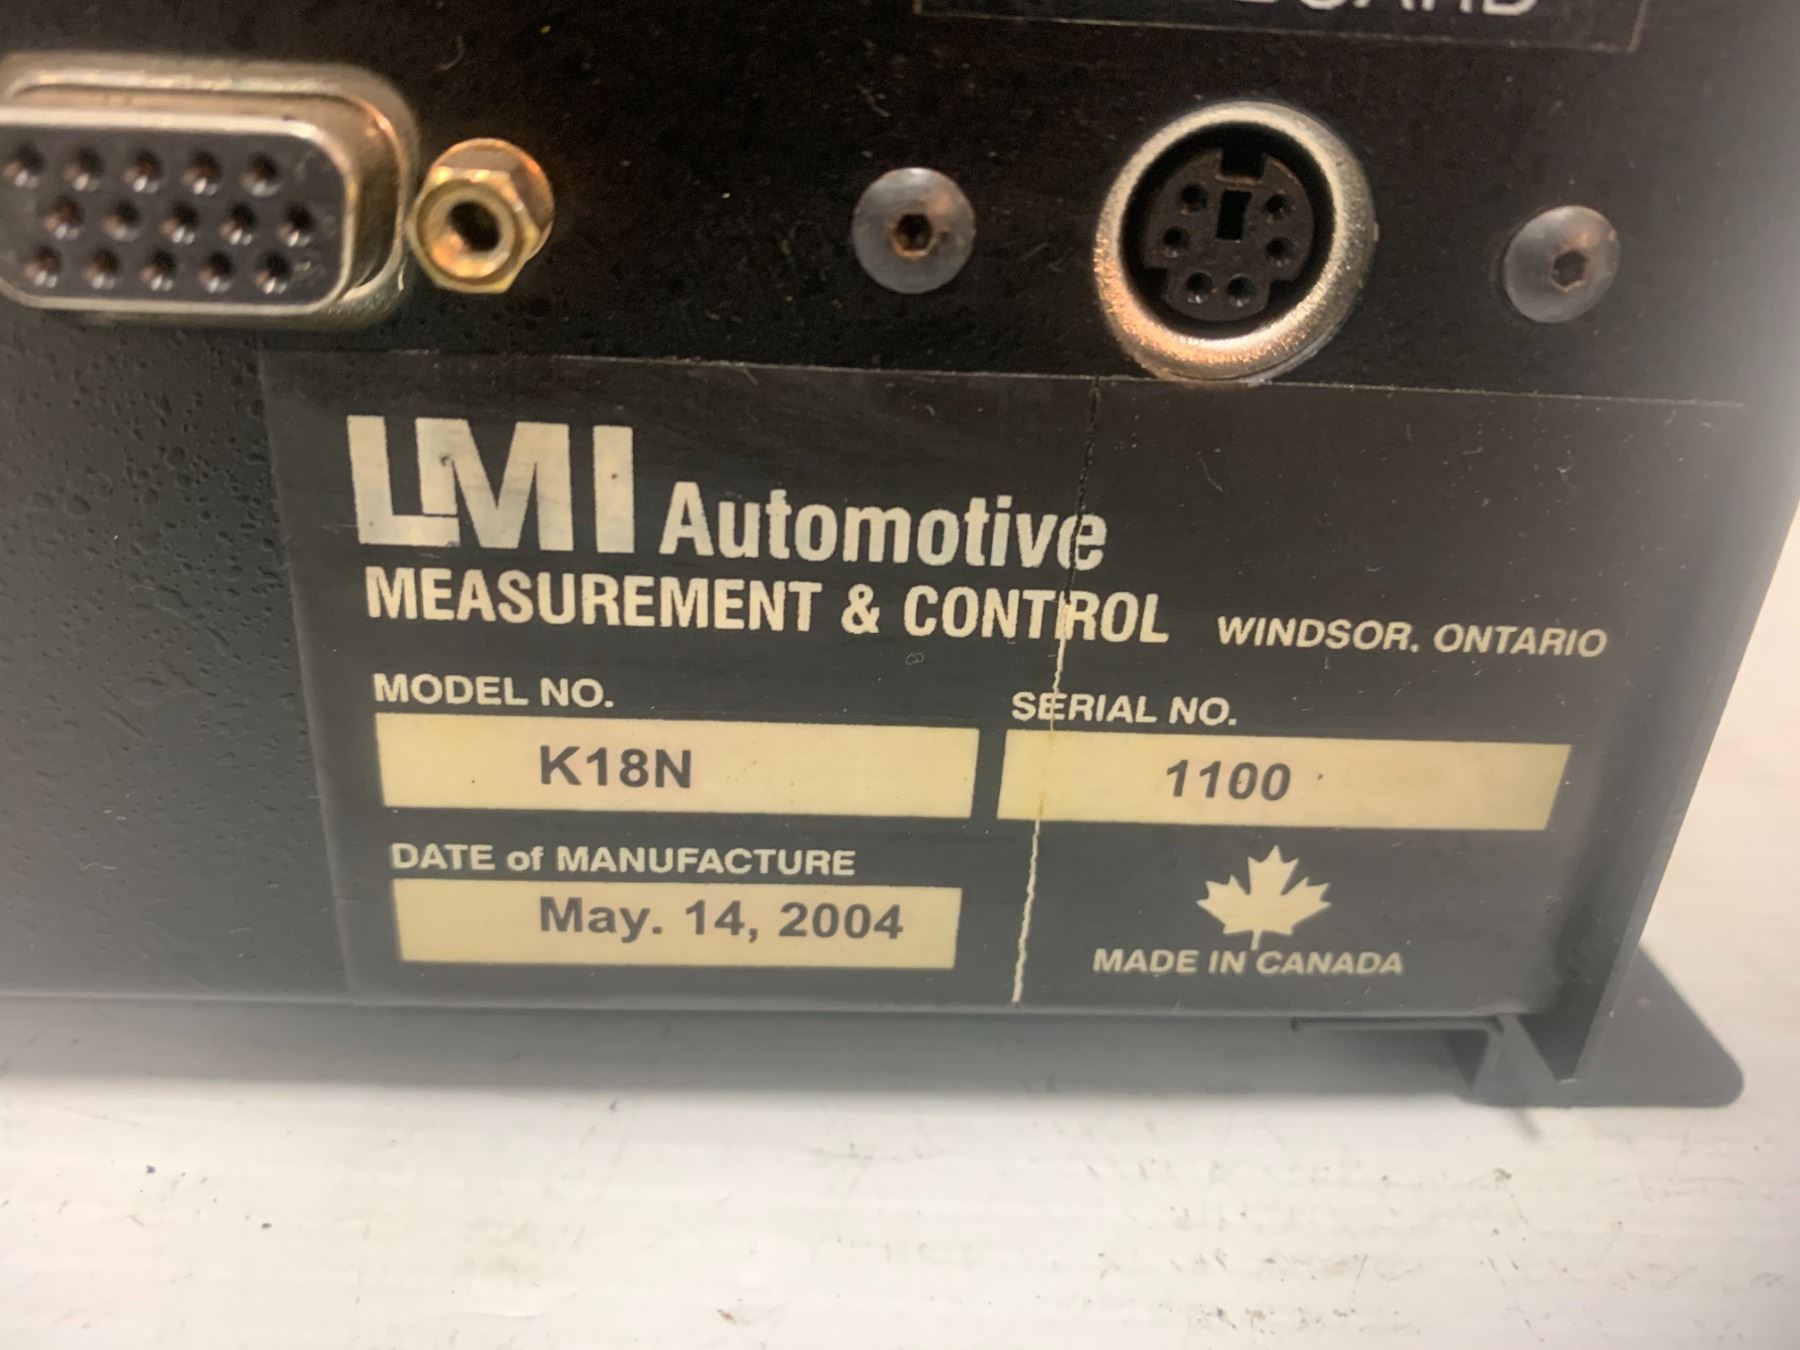 LMI Automotive
MEASUREMENT & CONTROL WINDSOR, ONTARIO
MODEL NO. SERIAL NO.
K18N 1100
DATE of MANUFACTURE
May. 14, 2004
MADE IN CANADA